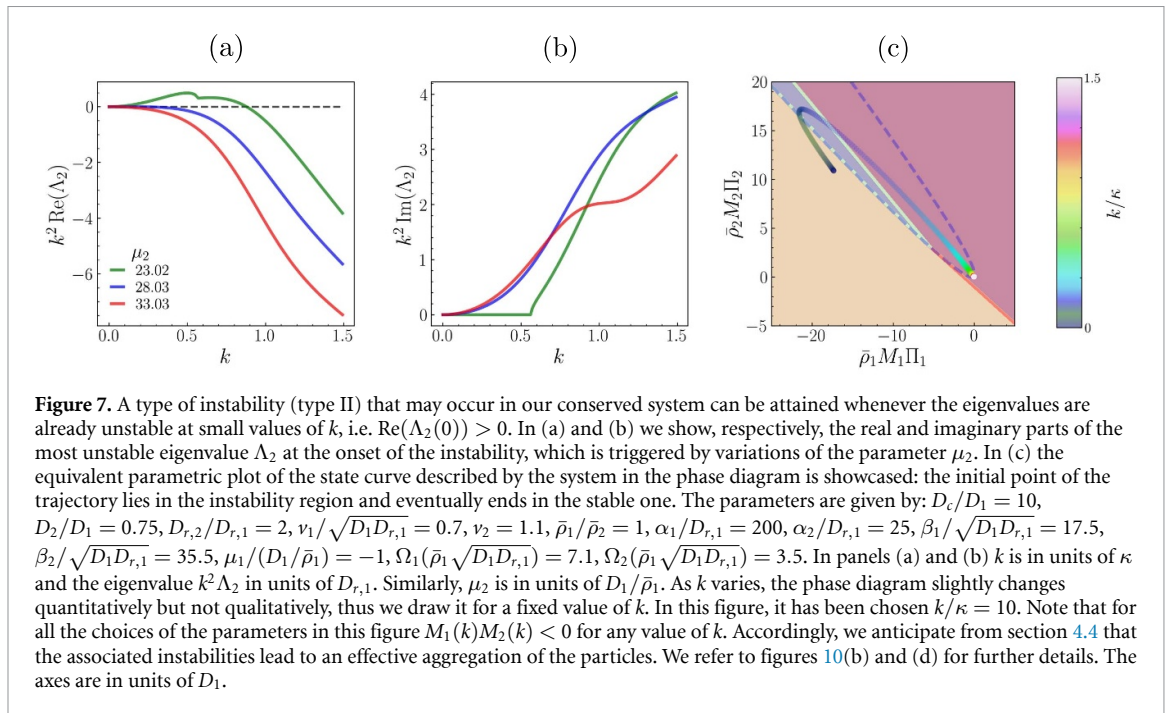 (a) (b) (c)
0
−2
−4
−6
k² Re(Λ₂)
μ₂
23.02
28.03
33.03
0.0 0.5 1.0 1.5
k
4
3
2
1
0
k² Im(Λ₂)
0.0 0.5 1.0 1.5
k
20
15
10
5
0
−5
ρ̄₂M₂Π₂
−20 −10 0
ρ̄₁M₁Π₁
1.5
0
k/κ
Figure 7. A type of instability (type II) that may occur in our conserved system can be attained whenever the eigenvalues are
already unstable at small values of k, i.e. Re(Λ₂(0)) > 0. In (a) and (b) we show, respectively, the real and imaginary parts of the
most unstable eigenvalue Λ₂ at the onset of the instability, which is triggered by variations of the parameter μ₂. In (c) the
equivalent parametric plot of the state curve described by the system in the phase diagram is showcased: the initial point of the
trajectory lies in the instability region and eventually ends in the stable one. The parameters are given by: D_c/D₁ = 10,
D₂/D₁ = 0.75, D_{r,2}/D_{r,1} = 2, ν₁/√(D₁D_{r,1}) = 0.7, ν₂ = 1.1, ρ̄₁/ρ̄₂ = 1, α₁/D_{r,1} = 200, α₂/D_{r,1} = 25, β₁/√(D₁D_{r,1}) = 17.5,
β₂/√(D₁D_{r,1}) = 35.5, μ₁/(D₁/ρ̄₁) = −1, Ω₁(ρ̄₁√(D₁D_{r,1})) = 7.1, Ω₂(ρ̄₁√(D₁D_{r,1})) = 3.5. In panels (a) and (b) k is in units of κ
and the eigenvalue k²Λ₂ in units of D_{r,1}. Similarly, μ₂ is in units of D₁/ρ̄₁. As k varies, the phase diagram slightly changes
quantitatively but not qualitatively, thus we draw it for a fixed value of k. In this figure, it has been chosen k/κ = 10. Note that for
all the choices of the parameters in this figure M₁(k)M₂(k) < 0 for any value of k. Accordingly, we anticipate from section 4.4 that
the associated instabilities lead to an effective aggregation of the particles. We refer to figures 10(b) and (d) for further details. The
axes are in units of D₁.